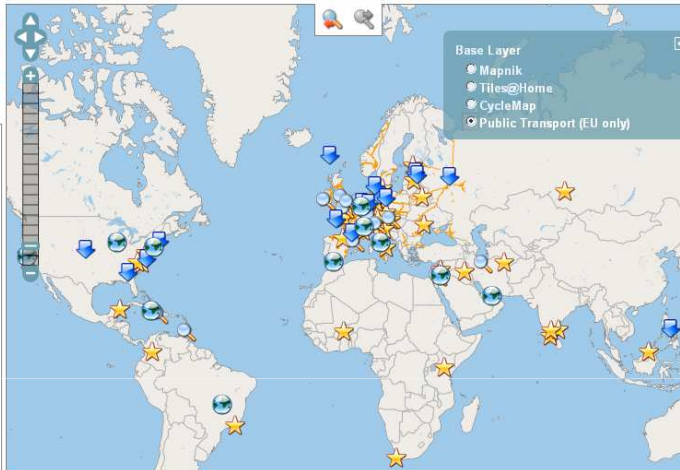 Base Layer
Mapnik
Tiles@Home
CycleMap
Public Transport (EU only)